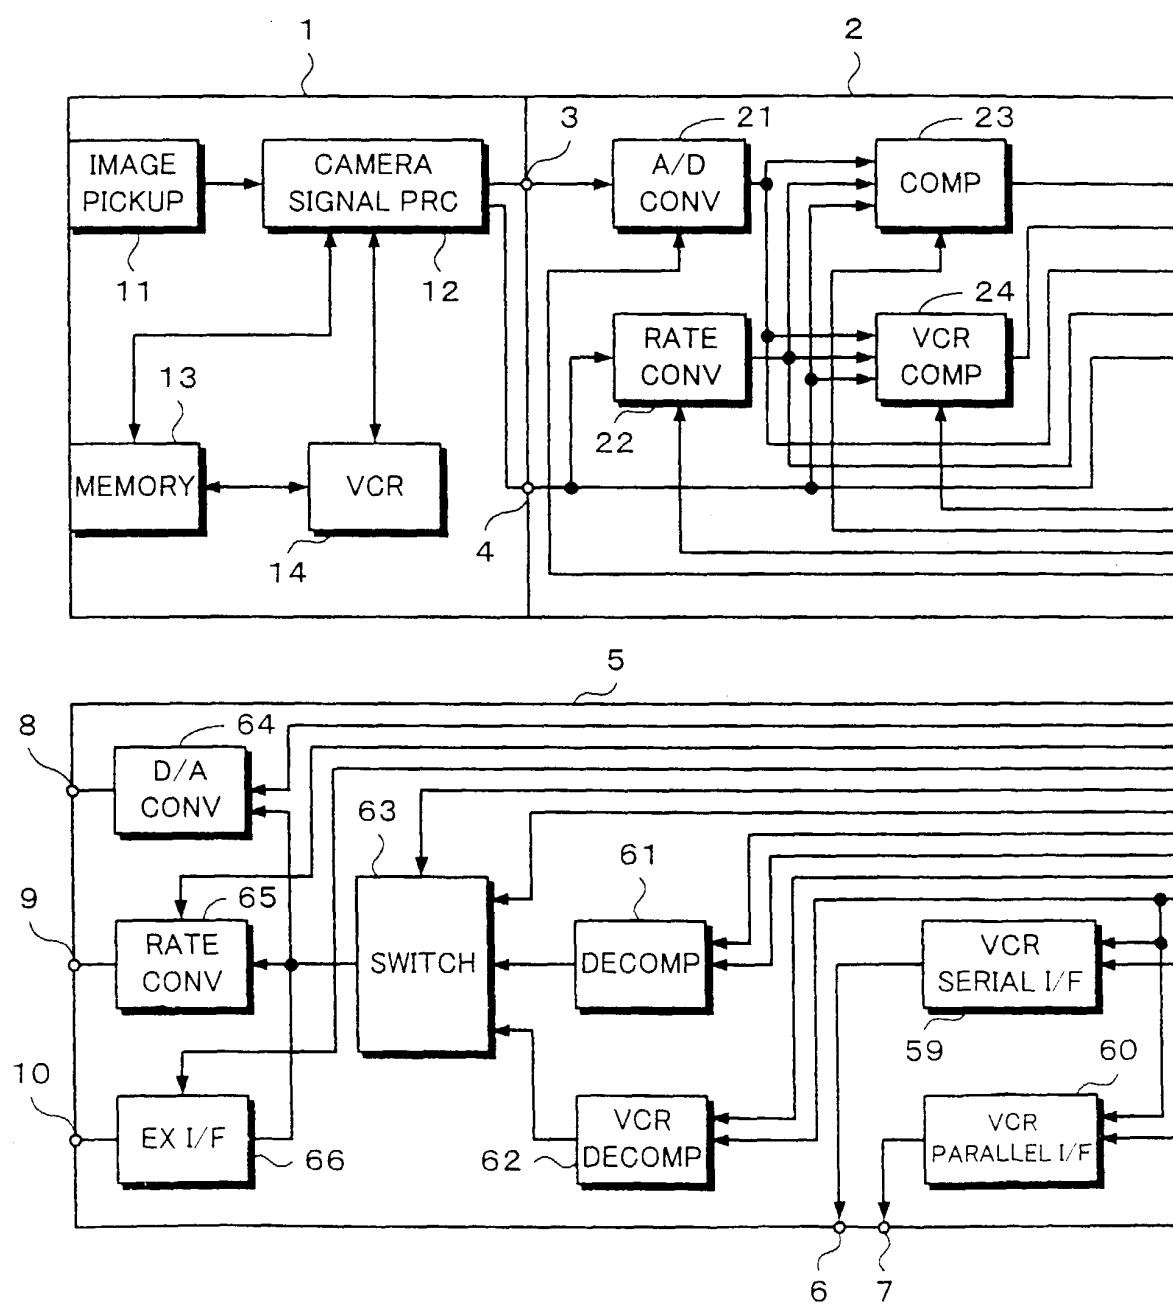 1
2
3
21
23
IMAGE
PICKUP
CAMERA
SIGNAL PRC
A/D
CONV
COMP
11
12
24
RATE
CONV
VCR
COMP
13
22
MEMORY
VCR
4
14
5
8
64
D/A
CONV
63
61
9
65
RATE
CONV
SWITCH
DECOMP
VCR
SERIAL I/F
59
60
10
EX I/F
66
VCR
DECOMP
62
VCR
PARALLEL I/F
6
7